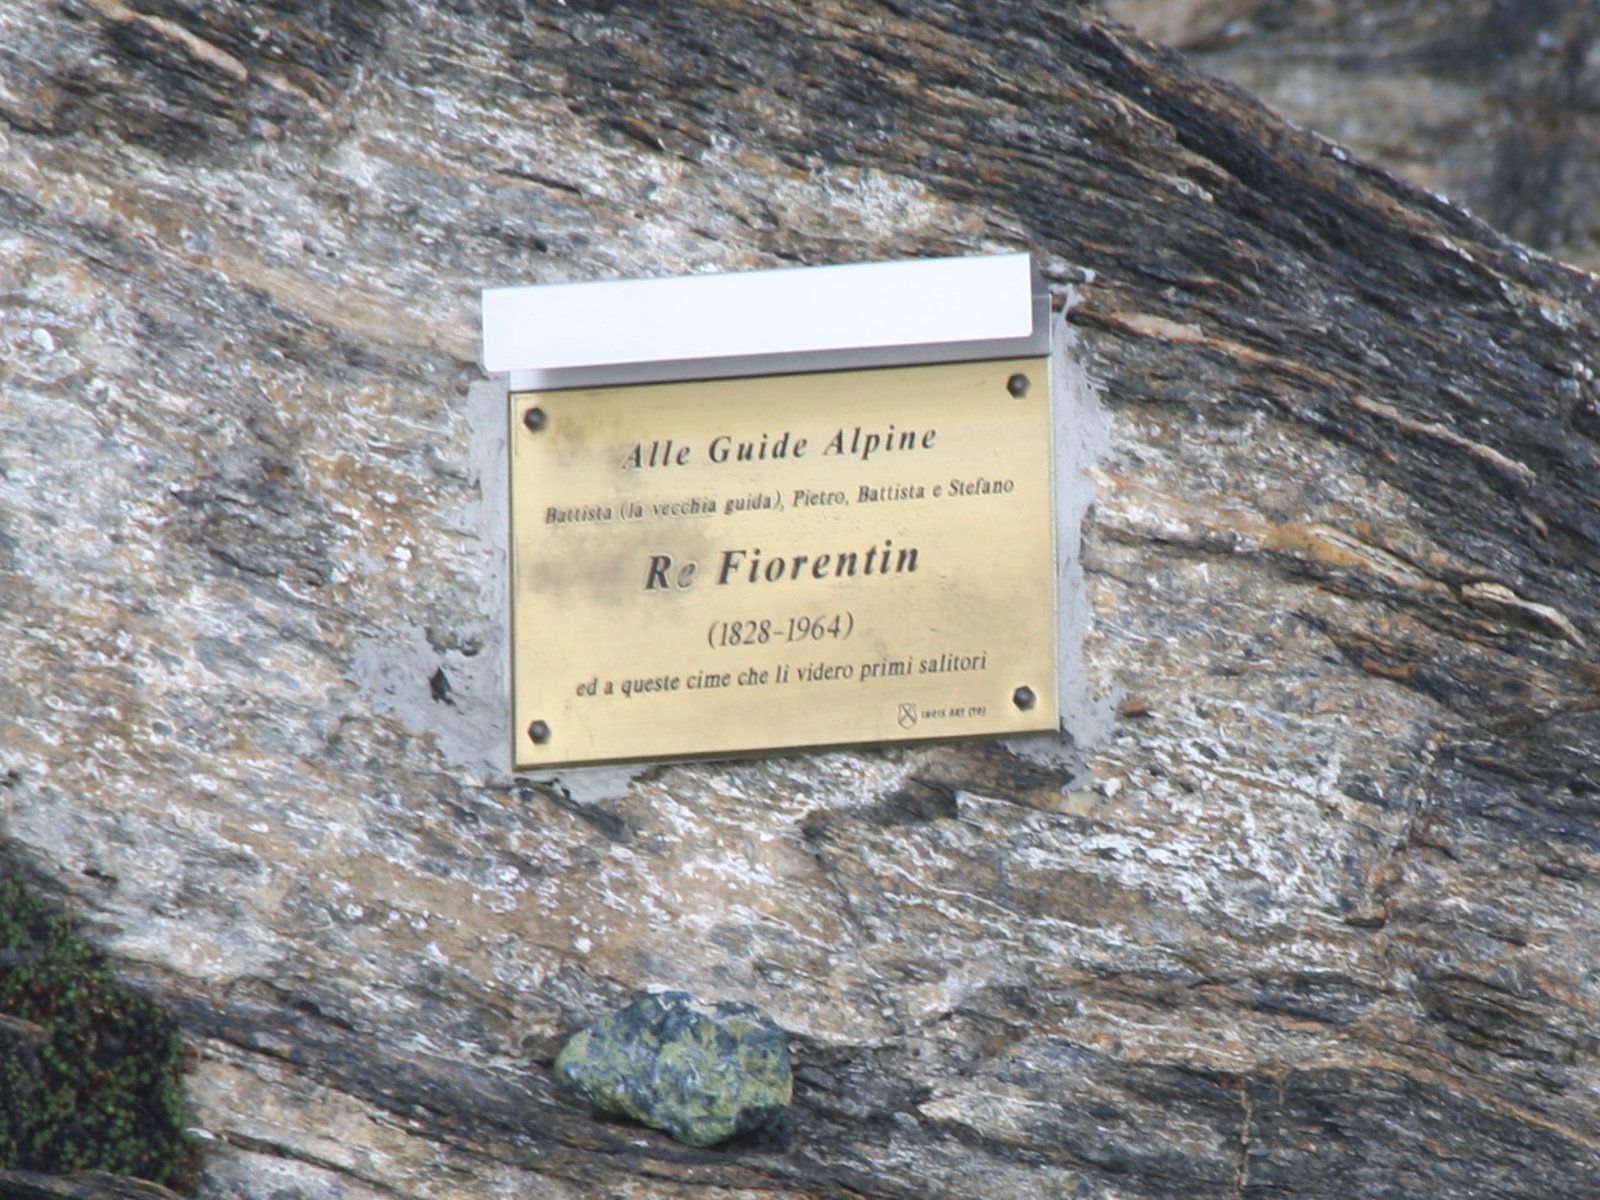 Alle Guide Alpine
Battista (la vecchia guida), Pietro, Battista e Stefano
Re Fiorentin
(1828-1964)
ed a queste cime che li videro primi salitori